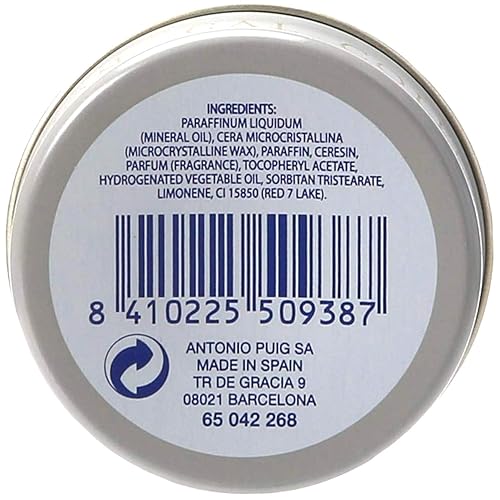 INGREDIENTS:
PARAFFINUM LIQUIDUM
(MINERAL OIL), CERA MICROCRISTALLINA
(MICROCRYSTALLINE WAX), PARAFFIN, CERESIN,
PARFUM (FRAGRANCE), TOCOPHERYL ACETATE,
HYDROGENATED VEGETABLE OIL, SORBITAN TRISTEARATE,
LIMONENE, CI 15850 (RED 7 LAKE).
8 410225 509387
ANTONIO PUIG SA
MADE IN SPAIN
TR DE GRACIA 9
08021 BARCELONA
65 042 268